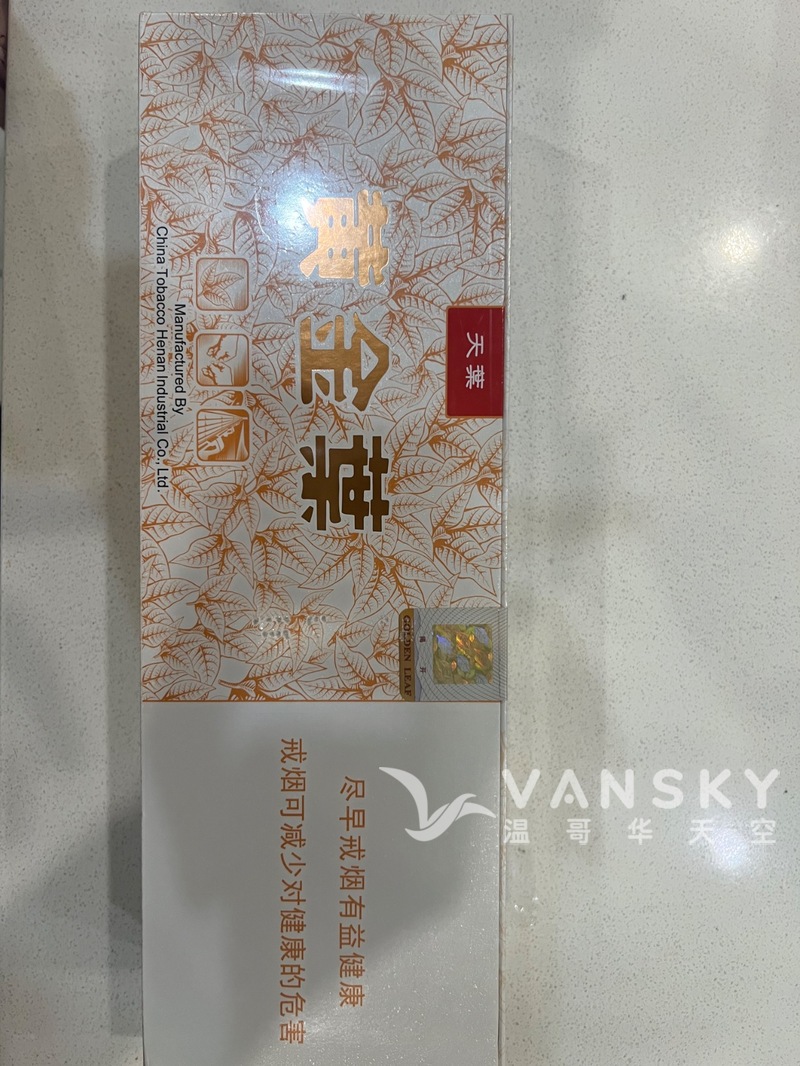 黄金葉
天葉
Manufactured By
China Tobacco Henan Industrial Co., Ltd.
GOLDEN LEAF
尽早戒烟有益健康
戒烟可减少对健康的危害
VANSKY
温哥华天空